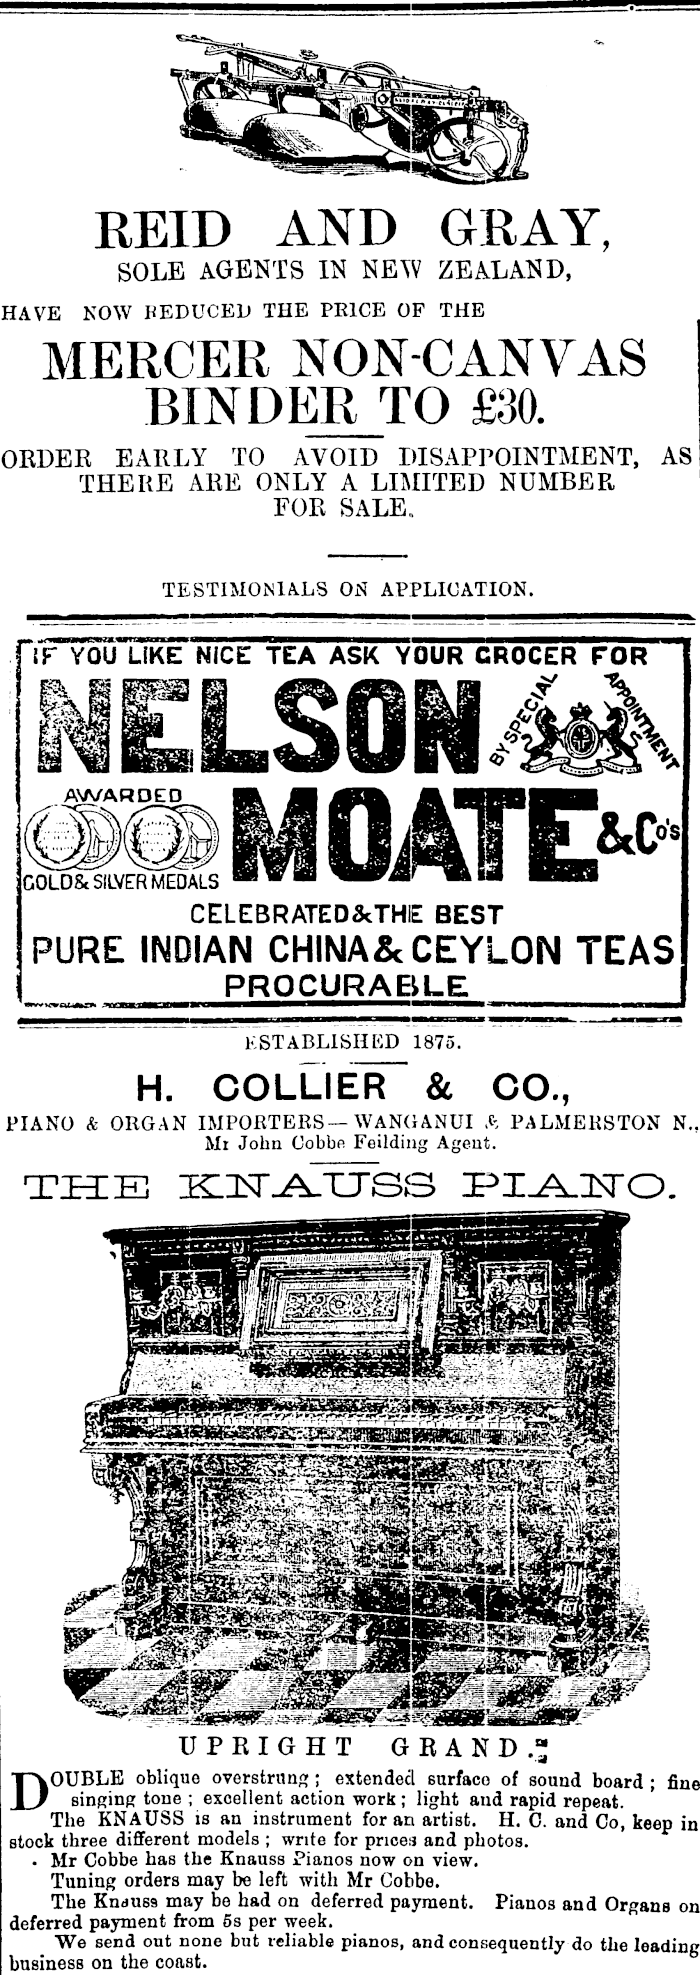 REID AND GRAY,
SOLE AGENTS IN NEW ZEALAND,
HAVE NOW REDUCED THE PRICE OF THE
MERCER NON-CANVAS
BINDER TO £30.
ORDER EARLY TO AVOID DISAPPOINTMENT, AS
THERE ARE ONLY A LIMITED NUMBER
FOR SALE.
TESTIMONIALS ON APPLICATION.
IF YOU LIKE NICE TEA ASK YOUR GROCER FOR
NELSON
BY SPECIAL APPOINTMENT
AWARDED
GOLD & SILVER MEDALS
MOATE & Co's
CELEBRATED & THE BEST
PURE INDIAN CHINA & CEYLON TEAS
PROCURABLE
ESTABLISHED 1875.
H. COLLIER & CO.,
PIANO & ORGAN IMPORTERS— WANGANUI & PALMERSTON N.,
Mr John Cobbe Feilding Agent.
THE KNAUSS PIANO.
UPRIGHT GRAND.
DOUBLE oblique overstrung; extended surface of sound board; fine
singing tone; excellent action work; light and rapid repeat.
The KNAUSS is an instrument for an artist. H. C. and Co, keep in
stock three different models; write for prices and photos.
Mr Cobbe has the Knauss Pianos now on view.
Tuning orders may be left with Mr Cobbe.
The Knauss may be had on deferred payment. Pianos and Organs on
deferred payment from 5s per week.
We send out none but reliable pianos, and consequently do the leading
business on the coast.